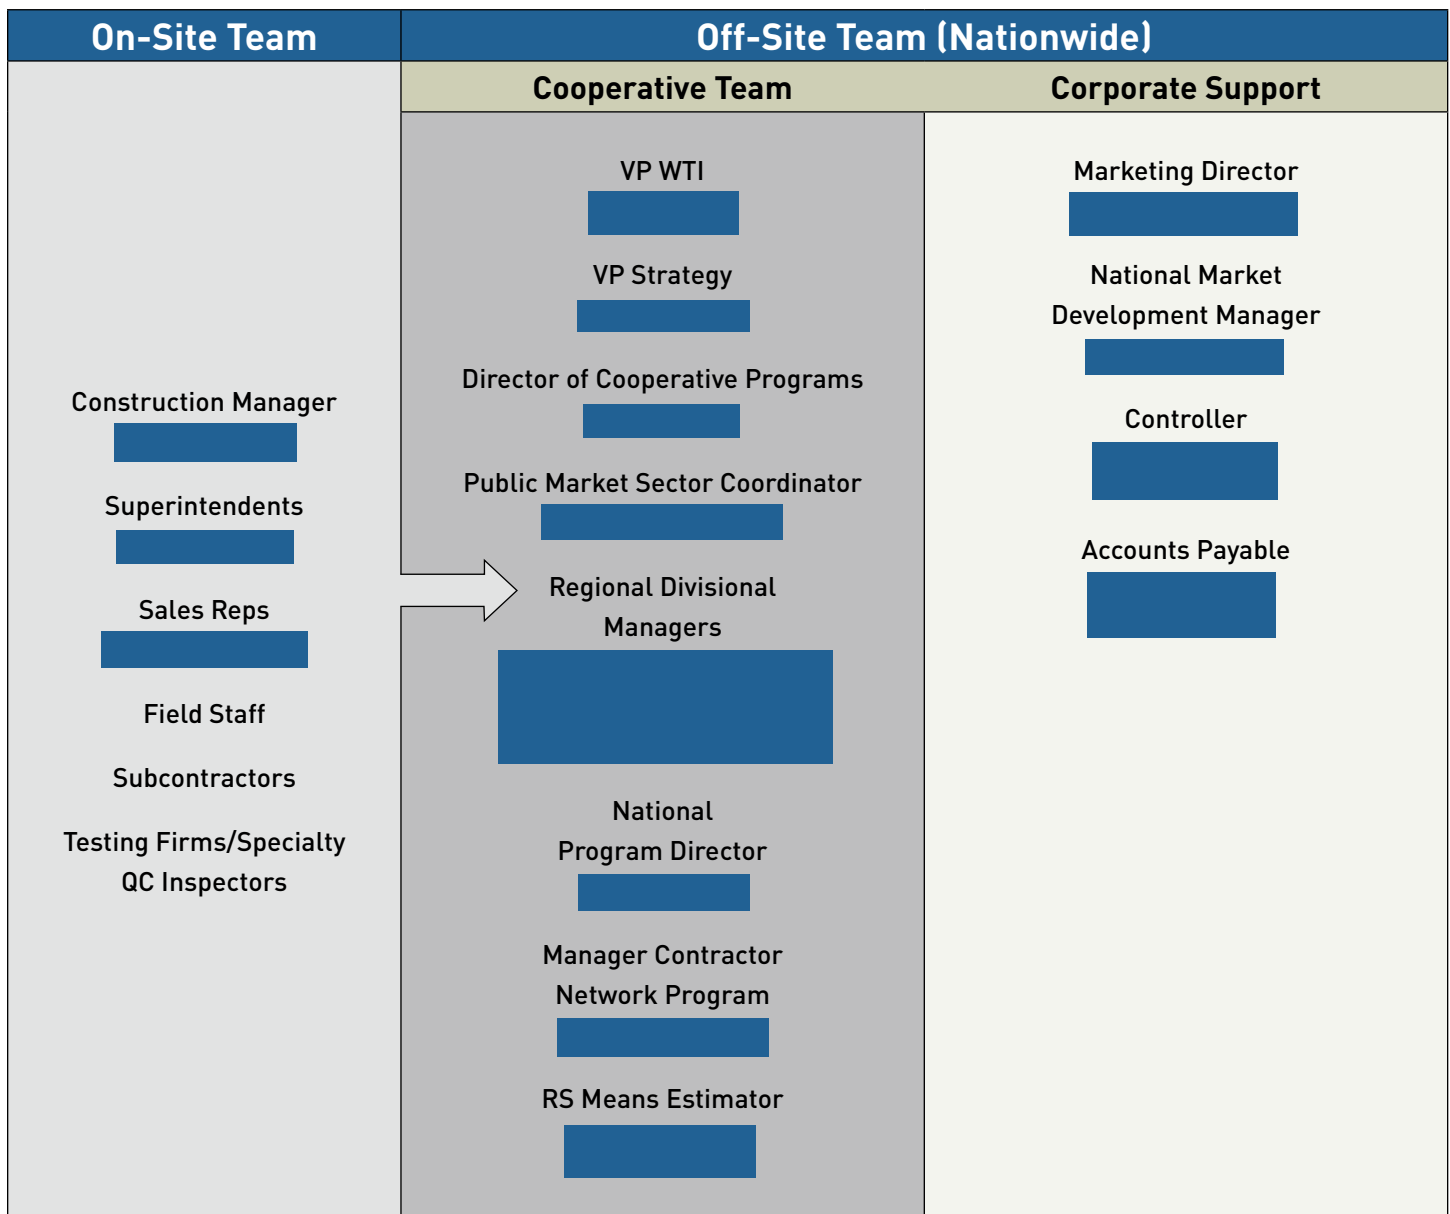 On-Site Team
Off-Site Team (Nationwide)
Cooperative Team
Corporate Support
Construction Manager
Superintendents
Sales Reps
Field Staff
Subcontractors
Testing Firms/Specialty
QC Inspectors
VP WTI
VP Strategy
Director of Cooperative Programs
Public Market Sector Coordinator
Regional Divisional
Managers
National
Program Director
Manager Contractor
Network Program
RS Means Estimator
Marketing Director
National Market
Development Manager
Controller
Accounts Payable